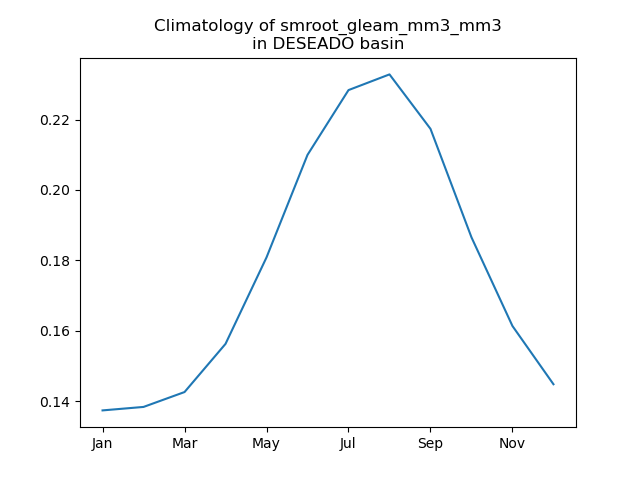 Climatology of smroot_gleam_mm3_mm3
in DESEADO basin
0.22
0.20
0.18
0.16
0.14
Jan Mar May Jul Sep Nov